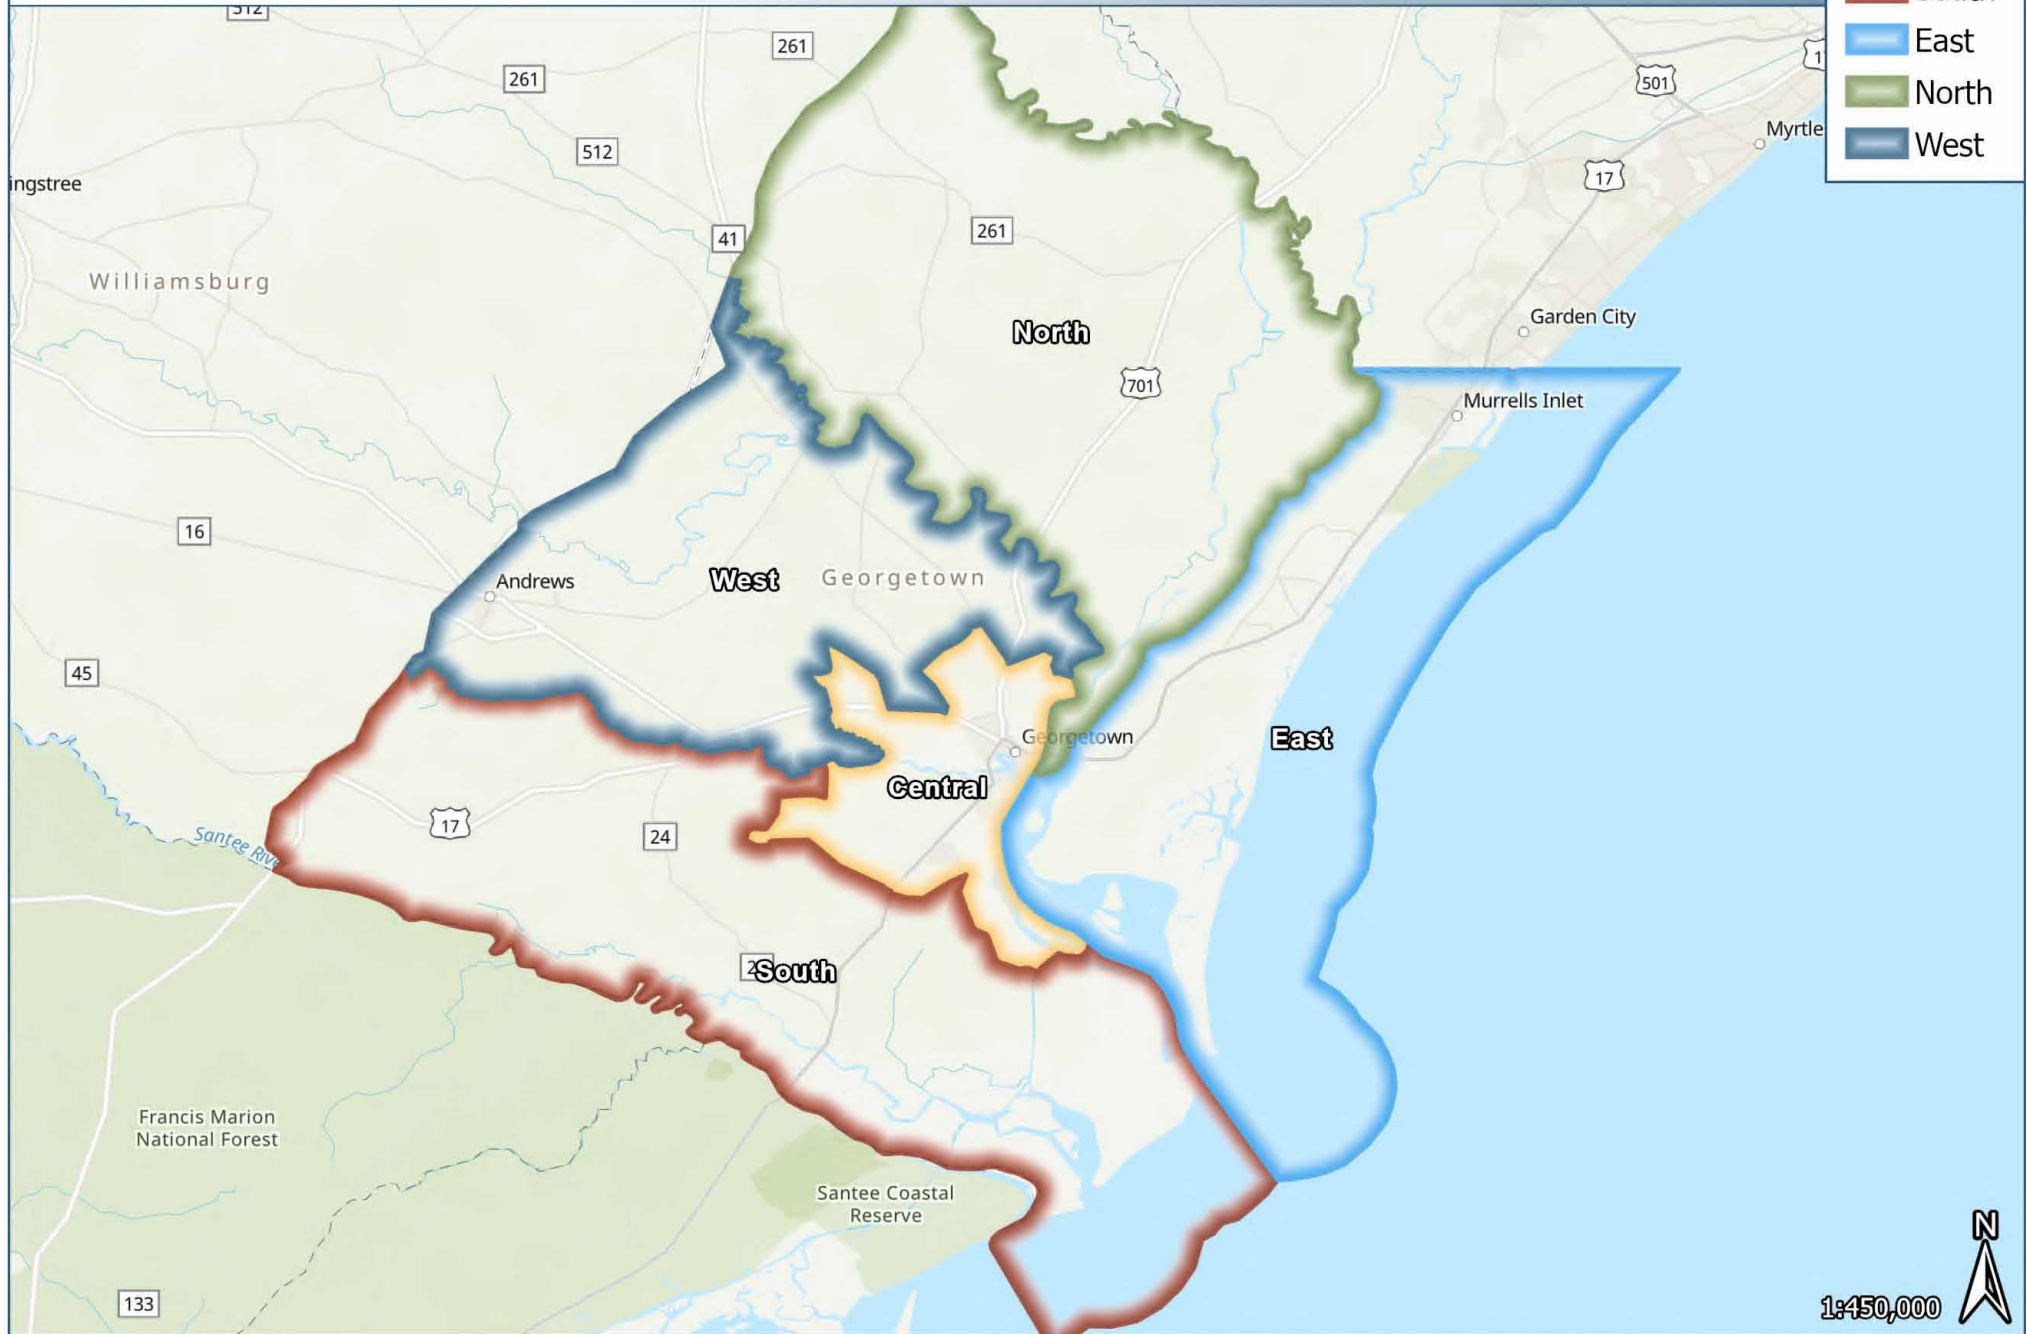 512
261
East
501
261
North
Myrtle
512
West
17
ingstree
261
41
Williamsburg
Garden City
North
701
Murrells Inlet
16
Andrews
West
Georgetown
45
Georgetown
East
Central
17
24
Santee
South
Francis Marion
National Forest
Santee Coastal
Reserve
N
133
1:450,000